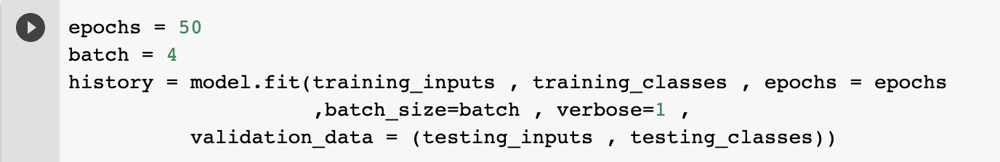 epochs = 50
batch = 4
history = model.fit(training_inputs , training_classes , epochs = epochs
,batch_size=batch , verbose=1 ,
validation_data = (testing_inputs , testing_classes))